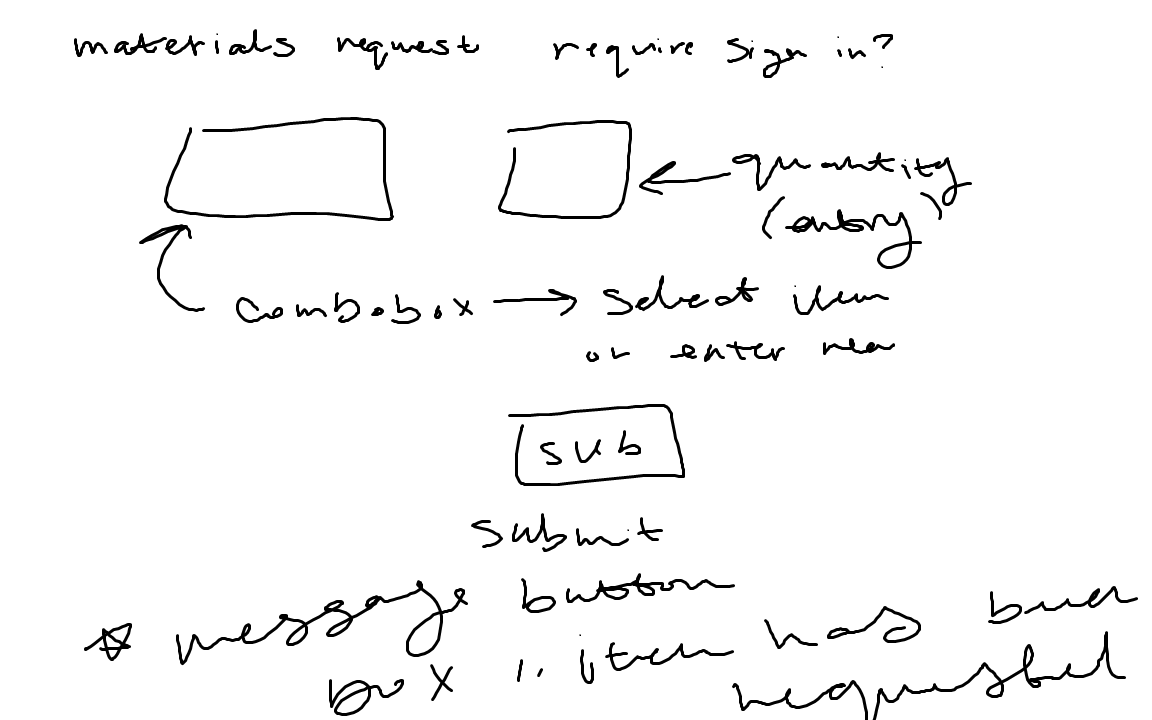 materials request require sign in?
quantity
(entry)
combobox → select item
or enter new
sub
submit
button
☆ message box : item has been requested